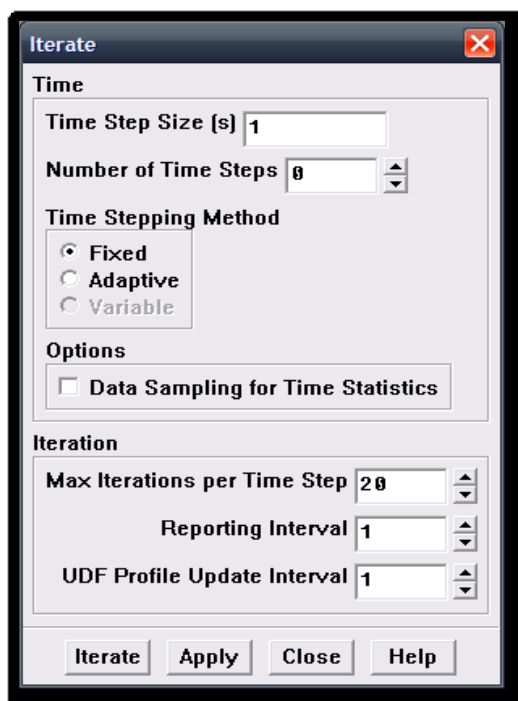 Iterate
Time
Time Step Size (s) 1
Number of Time Steps 0
Time Stepping Method
Fixed
Adaptive
Variable
Options
Data Sampling for Time Statistics
Iteration
Max Iterations per Time Step 20
Reporting Interval 1
UDF Profile Update Interval 1
Iterate Apply Close Help